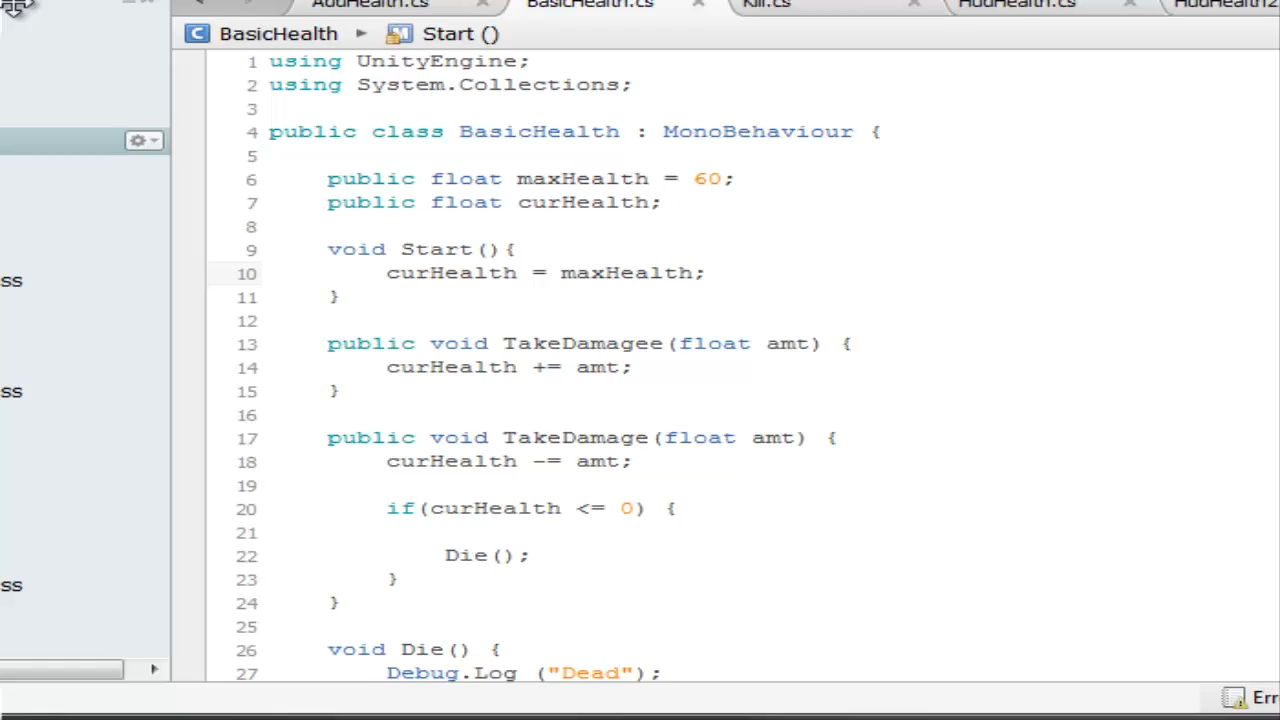 AddHealth.cs BasicHealth.cs Kill.cs HudHealth.cs HudHealth2
BasicHealth Start ()
1 using UnityEngine;
2 using System.Collections;
3
4 public class BasicHealth : MonoBehaviour {
5
6 public float maxHealth = 60;
7 public float curHealth;
8
9 void Start(){
10 curHealth = maxHealth;
11 }
12
13 public void TakeDamagee(float amt) {
14 curHealth += amt;
15 }
16
17 public void TakeDamage(float amt) {
18 curHealth -= amt;
19
20 if(curHealth <= 0) {
21
22 Die();
23 }
24 }
25
26 void Die() {
27 Debug.Log ("Dead");
ss
ss
ss
Err